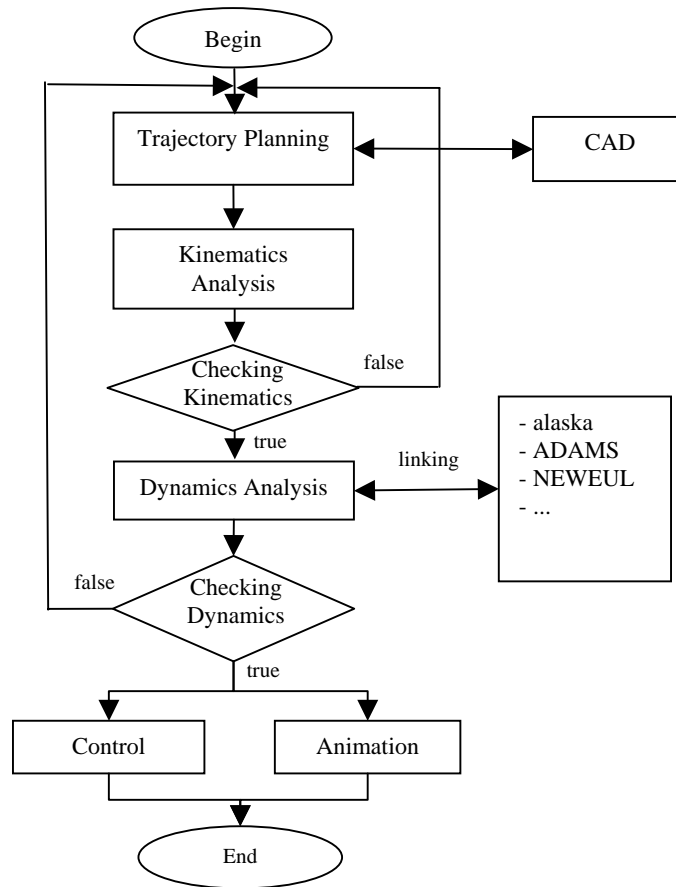 Begin
Trajectory Planning
CAD
Kinematics
Analysis
Checking
Kinematics
false
true
Dynamics Analysis
linking
- alaska
- ADAMS
- NEWEUL
- ...
false
Checking
Dynamics
true
Control
Animation
End